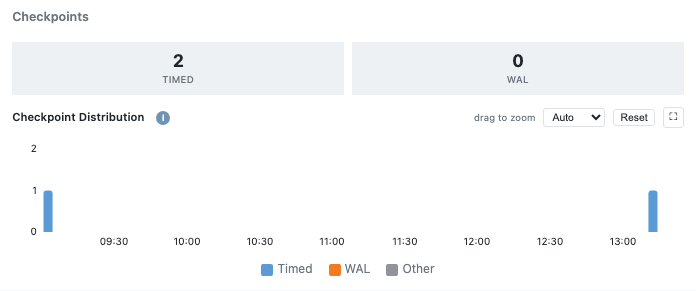 Checkpoints
2
TIMED
0
WAL
Checkpoint Distribution i drag to zoom Auto Reset
2
1
0
09:30 10:00 10:30 11:00 11:30 12:00 12:30 13:00
Timed WAL Other